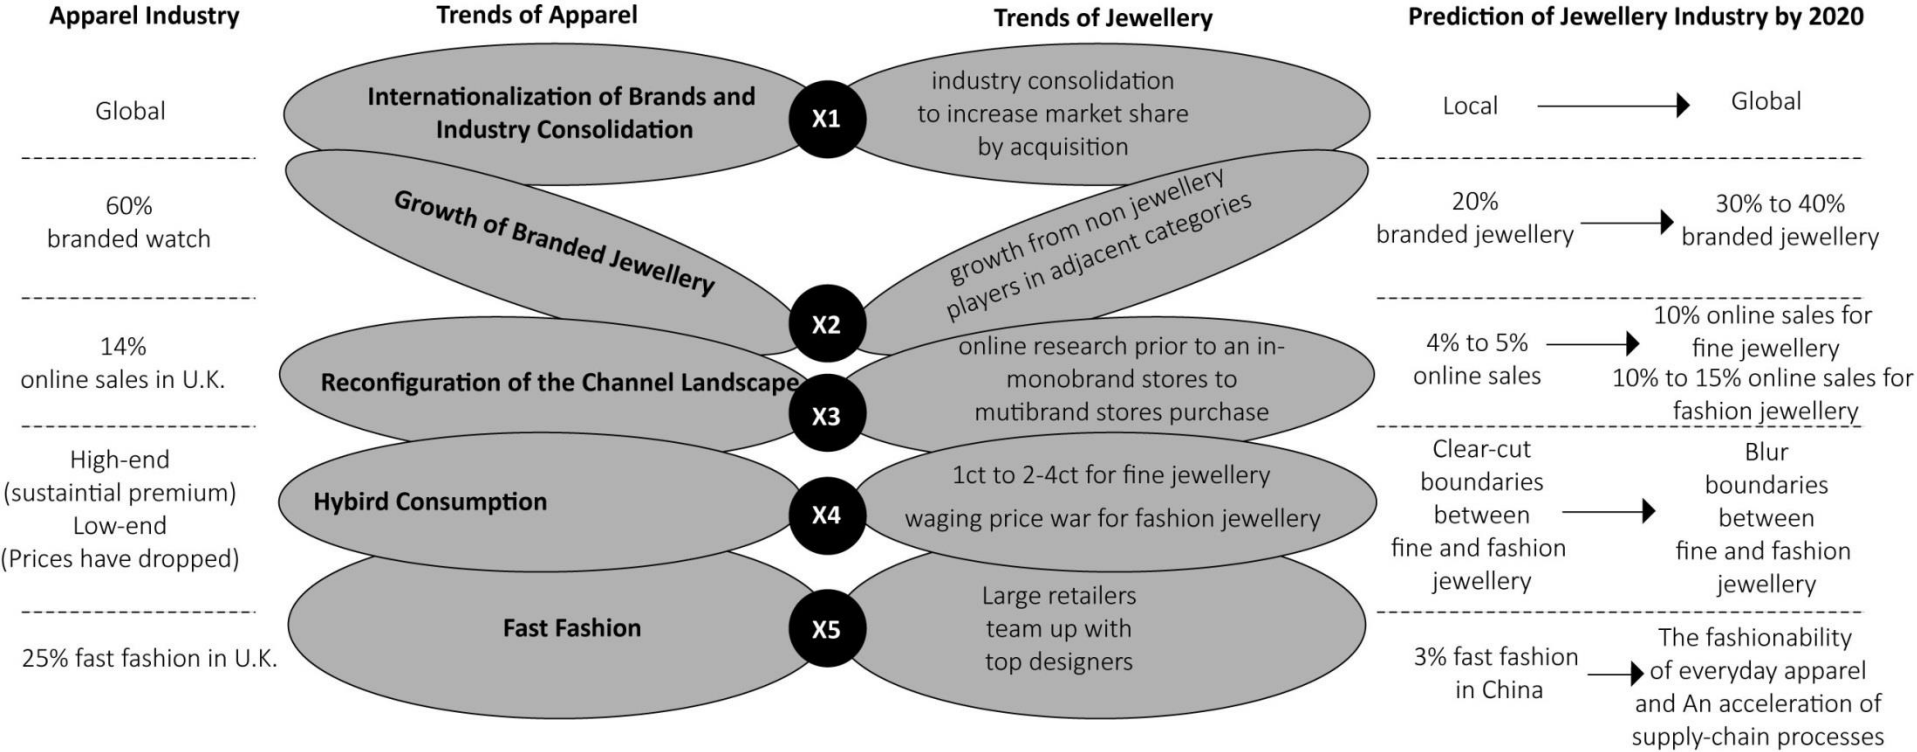 Apparel Industry
Trends of Apparel
Trends of Jewellery
Prediction of Jewellery Industry by 2020
Global
Internationalization of Brands and
Industry Consolidation
X1
industry consolidation
to increase market share
by acquisition
Local
Global
60%
branded watch
Growth of Branded Jewellery
X2
growth from non jewellery
players in adjacent categories
20%
branded jewellery
30% to 40%
branded jewellery
14%
online sales in U.K.
Reconfiguration of the Channel Landscape
X3
online research prior to an in-
monobrand stores to
mutibrand stores purchase
4% to 5%
online sales
10% online sales for
fine jewellery
10% to 15% online sales for
fashion jewellery
High-end
(sustaintial premium)
Low-end
(Prices have dropped)
Hybird Consumption
X4
1ct to 2-4ct for fine jewellery
waging price war for fashion jewellery
Clear-cut
boundaries
between
fine and fashion
jewellery
Blur
boundaries
between
fine and fashion
jewellery
25% fast fashion in U.K.
Fast Fashion
X5
Large retailers
team up with
top designers
3% fast fashion
in China
The fashionability
of everyday apparel
and An acceleration of
supply-chain processes